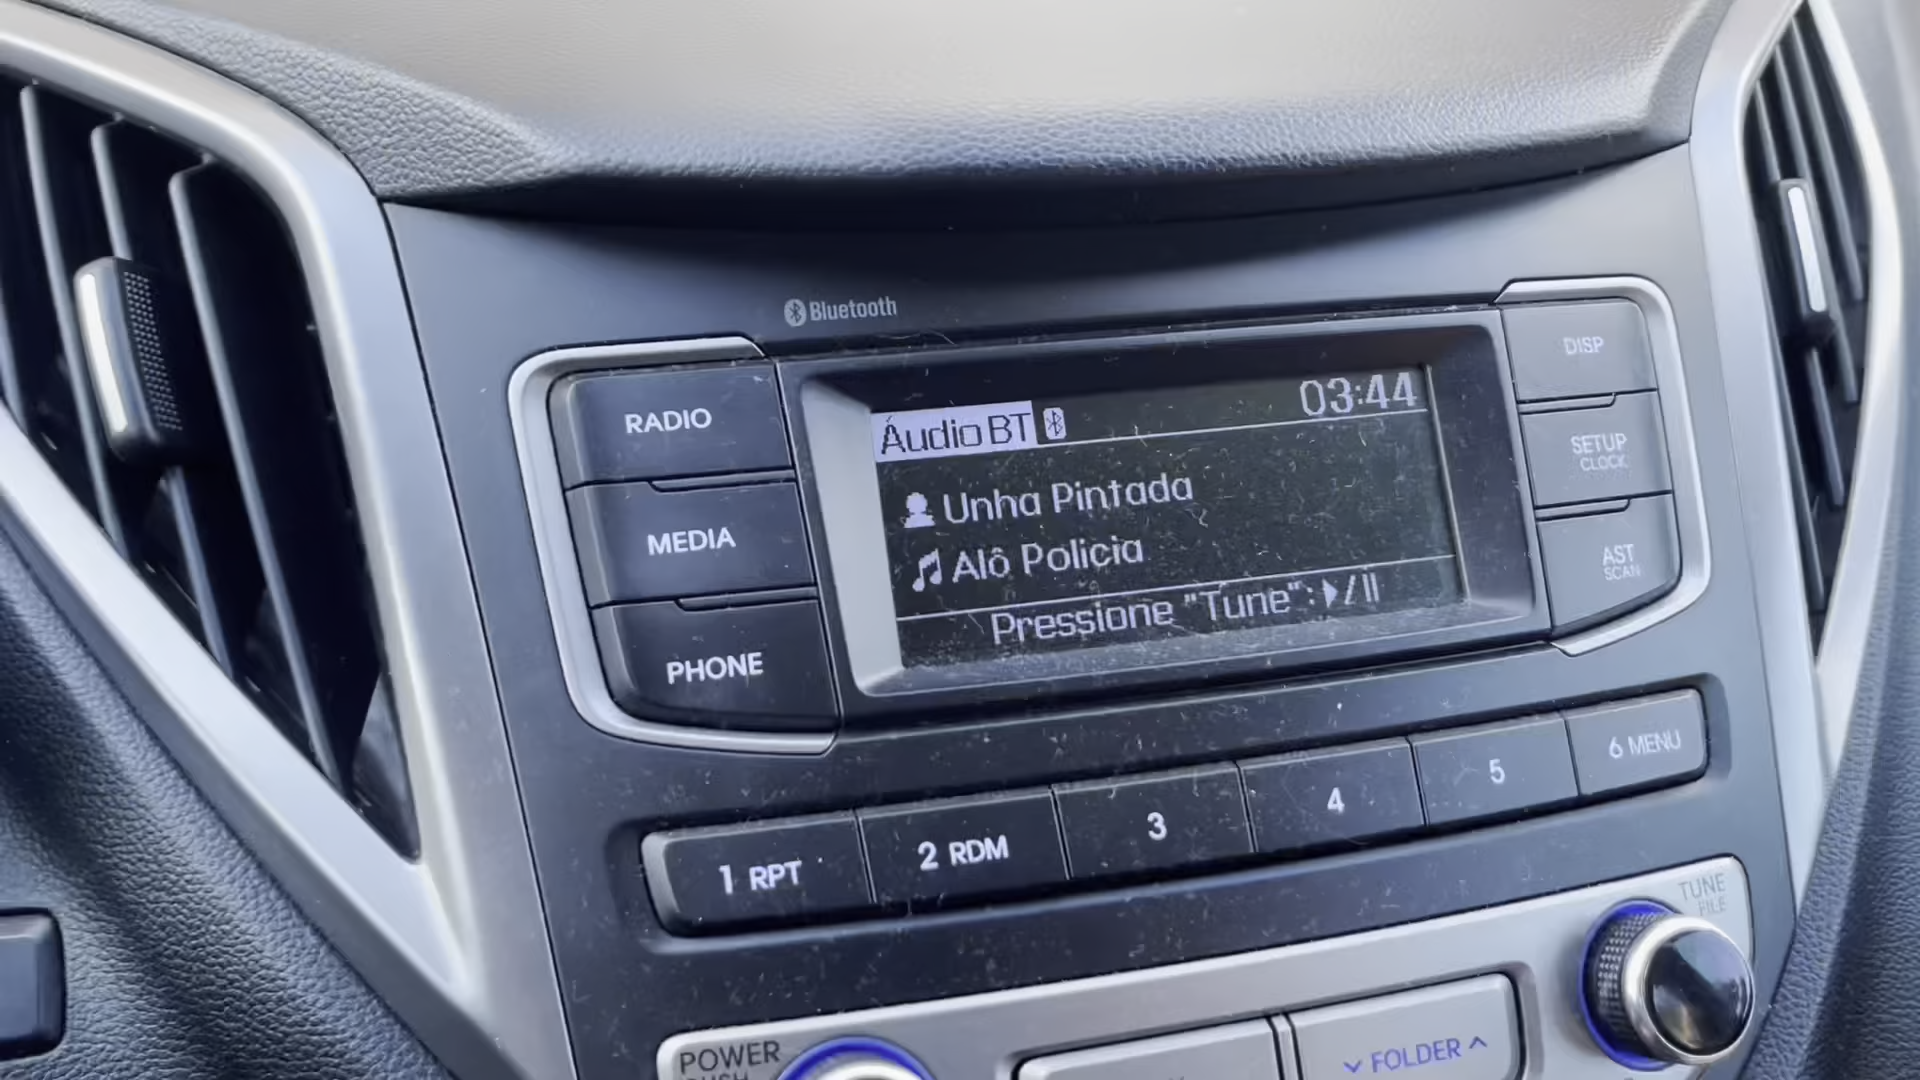 Bluetooth
RADIO
MEDIA
PHONE
Áudio BT
03:44
Unha Pintada
Alô Policia
Pressione "Tune":▶/II
DISP
SETUP
CLOCK
AST
SCAN
1 RPT
2 RDM
3
4
5
6 MENU
TUNE
FILE
POWER
PUSH
FOLDER